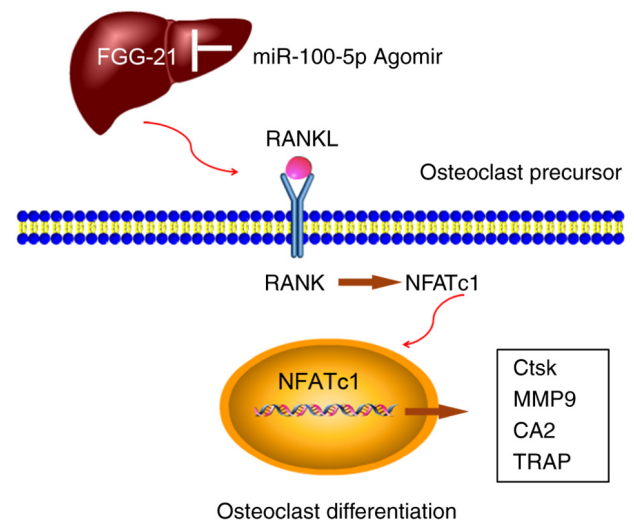 FGG-21
miR-100-5p Agomir
RANKL
Osteoclast precursor
RANK
NFATc1
NFATc1
Ctsk
MMP9
CA2
TRAP
Osteoclast differentiation